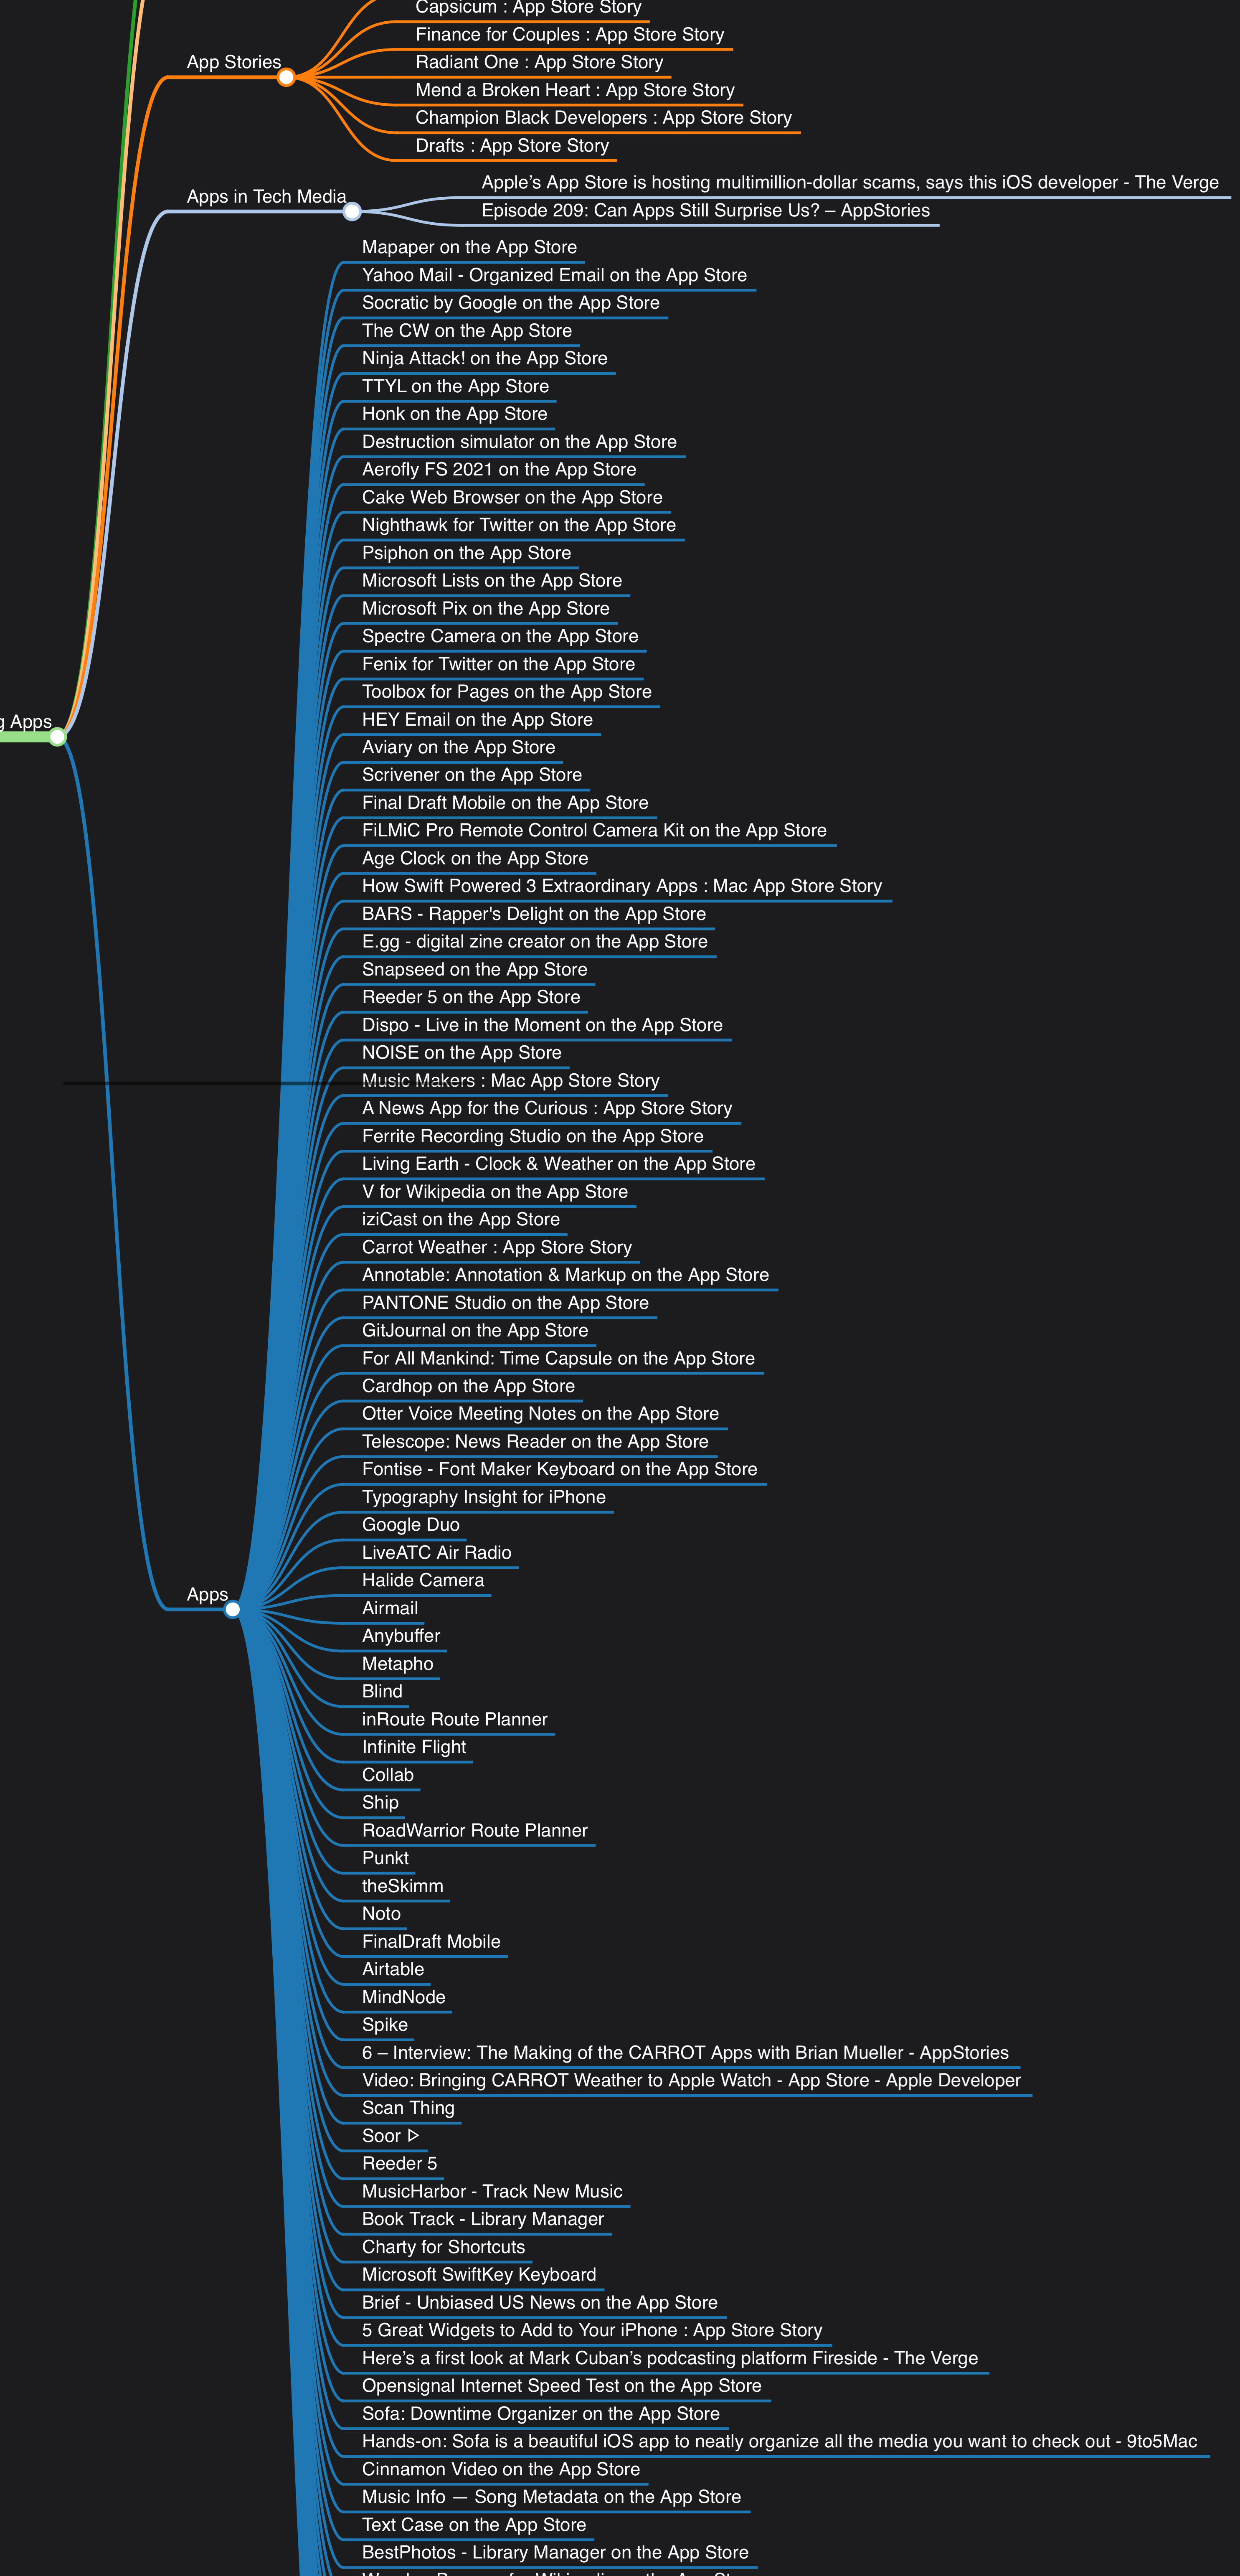 Capsicum : App Store Story
Finance for Couples : App Store Story
App Stories
Radiant One : App Store Story
Mend a Broken Heart : App Store Story
Champion Black Developers : App Store Story
Drafts : App Store Story
Apps in Tech Media
Apple’s App Store is hosting multimillion-dollar scams, says this iOS developer - The Verge
Episode 209: Can Apps Still Surprise Us? – AppStories
Mapaper on the App Store
Yahoo Mail - Organized Email on the App Store
Socratic by Google on the App Store
The CW on the App Store
Ninja Attack! on the App Store
TTYL on the App Store
Honk on the App Store
Destruction simulator on the App Store
Aerofly FS 2021 on the App Store
Cake Web Browser on the App Store
Nighthawk for Twitter on the App Store
Psiphon on the App Store
Microsoft Lists on the App Store
Microsoft Pix on the App Store
Spectre Camera on the App Store
Fenix for Twitter on the App Store
Toolbox for Pages on the App Store
HEY Email on the App Store
g Apps
Aviary on the App Store
Scrivener on the App Store
Final Draft Mobile on the App Store
FiLMiC Pro Remote Control Camera Kit on the App Store
Age Clock on the App Store
How Swift Powered 3 Extraordinary Apps : Mac App Store Story
BARS - Rapper's Delight on the App Store
E.gg - digital zine creator on the App Store
Snapseed on the App Store
Reeder 5 on the App Store
Dispo - Live in the Moment on the App Store
NOISE on the App Store
Music Makers : Mac App Store Story
A News App for the Curious : App Store Story
Ferrite Recording Studio on the App Store
Living Earth - Clock & Weather on the App Store
V for Wikipedia on the App Store
iziCast on the App Store
Carrot Weather : App Store Story
Annotable: Annotation & Markup on the App Store
PANTONE Studio on the App Store
GitJournal on the App Store
For All Mankind: Time Capsule on the App Store
Cardhop on the App Store
Otter Voice Meeting Notes on the App Store
Telescope: News Reader on the App Store
Fontise - Font Maker Keyboard on the App Store
Typography Insight for iPhone
Google Duo
LiveATC Air Radio
Halide Camera
Apps
Airmail
Anybuffer
Metapho
Blind
inRoute Route Planner
Infinite Flight
Collab
Ship
RoadWarrior Route Planner
Punkt
theSkimm
Noto
FinalDraft Mobile
Airtable
MindNode
Spike
6 – Interview: The Making of the CARROT Apps with Brian Mueller - AppStories
Video: Bringing CARROT Weather to Apple Watch - App Store - Apple Developer
Scan Thing
Soor ▷
Reeder 5
MusicHarbor - Track New Music
Book Track - Library Manager
Charty for Shortcuts
Microsoft SwiftKey Keyboard
Brief - Unbiased US News on the App Store
5 Great Widgets to Add to Your iPhone : App Store Story
Here’s a first look at Mark Cuban’s podcasting platform Fireside - The Verge
Opensignal Internet Speed Test on the App Store
Sofa: Downtime Organizer on the App Store
Hands-on: Sofa is a beautiful iOS app to neatly organize all the media you want to check out - 9to5Mac
Cinnamon Video on the App Store
Music Info — Song Metadata on the App Store
Text Case on the App Store
BestPhotos - Library Manager on the App Store